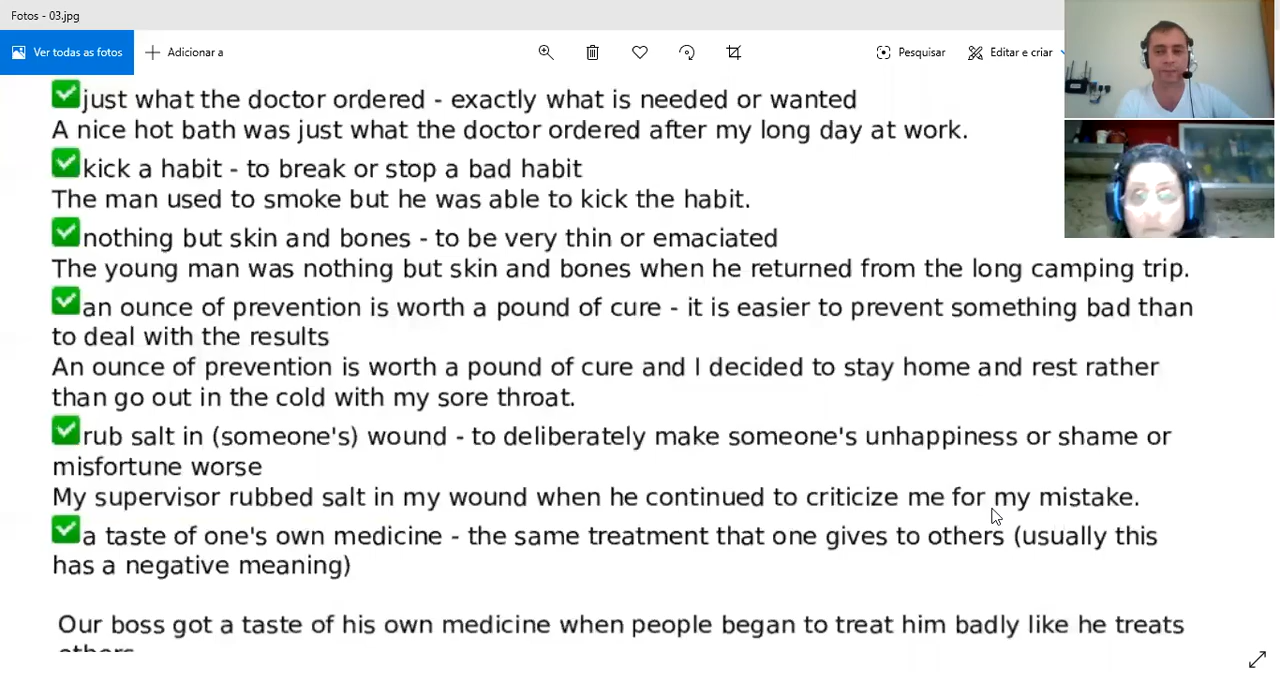 Fotos - 03.jpg
Ver todas as fotos
Adicionar a
Pesquisar
Editar e criar
just what the doctor ordered - exactly what is needed or wanted
A nice hot bath was just what the doctor ordered after my long day at work.
kick a habit - to break or stop a bad habit
The man used to smoke but he was able to kick the habit.
nothing but skin and bones - to be very thin or emaciated
The young man was nothing but skin and bones when he returned from the long camping trip.
an ounce of prevention is worth a pound of cure - it is easier to prevent something bad than
to deal with the results
An ounce of prevention is worth a pound of cure and I decided to stay home and rest rather
than go out in the cold with my sore throat.
rub salt in (someone's) wound - to deliberately make someone's unhappiness or shame or
misfortune worse
My supervisor rubbed salt in my wound when he continued to criticize me for my mistake.
a taste of one's own medicine - the same treatment that one gives to others (usually this
has a negative meaning)
Our boss got a taste of his own medicine when people began to treat him badly like he treats